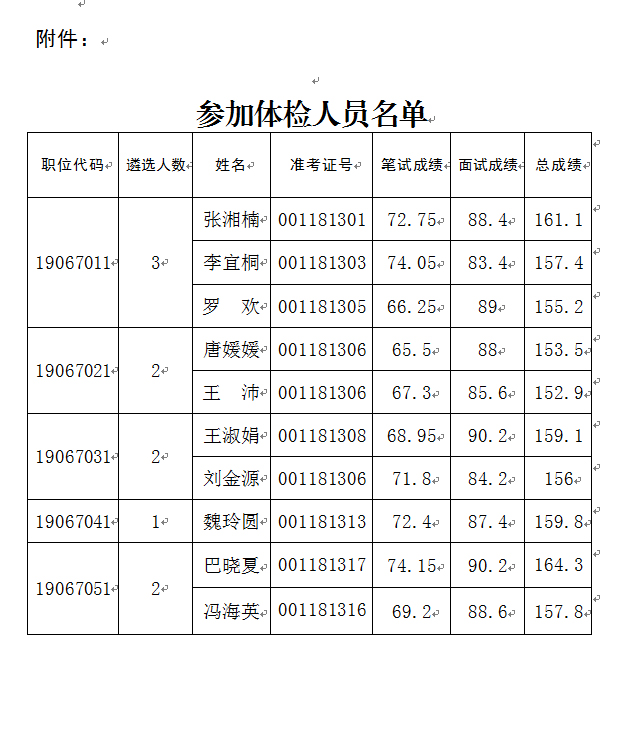 附件：
参加体检人员名单
职位代码 遴选人数 姓名 准考证号 笔试成绩 面试成绩 总成绩
19067011 3 张湘楠 001181301 72.75 88.4 161.1
李宜桐 001181303 74.05 83.4 157.4
罗　欢 001181305 66.25 89 155.2
19067021 2 唐媛媛 001181306 65.5 88 153.5
王　沛 001181306 67.3 85.6 152.9
19067031 2 王淑娟 001181308 68.95 90.2 159.1
刘金源 001181306 71.8 84.2 156
19067041 1 魏玲圆 001181313 72.4 87.4 159.8
19067051 2 巴晓夏 001181317 74.15 90.2 164.3
冯海英 001181316 69.2 88.6 157.8